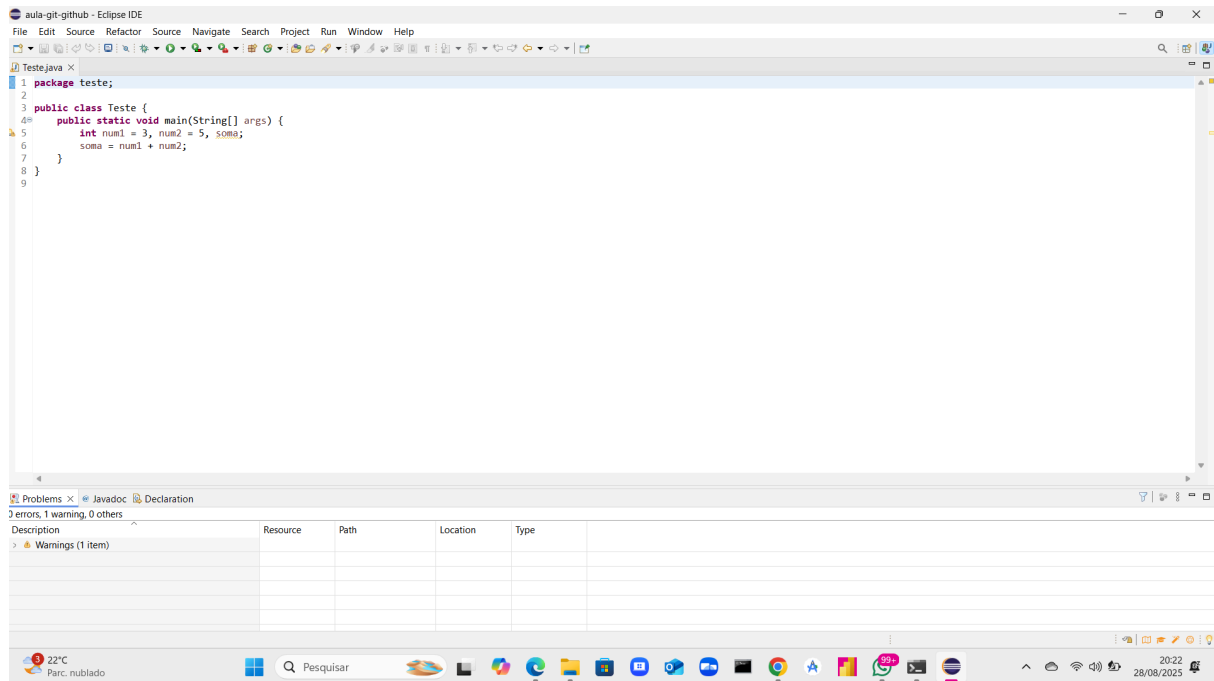 aula-git-github - Eclipse IDE
File Edit Source Refactor Source Navigate Search Project Run Window Help
Teste.java
1 package teste;
2
3 public class Teste {
4 public static void main(String[] args) {
5 int num1 = 3, num2 = 5, soma;
6 soma = num1 + num2;
7 }
8 }
9
Problems Javadoc Declaration
0 errors, 1 warning, 0 others
Description Resource Path Location Type
Warnings (1 item)
3 22°C
Parc. nublado
Pesquisar
99+
20:22
28/08/2025